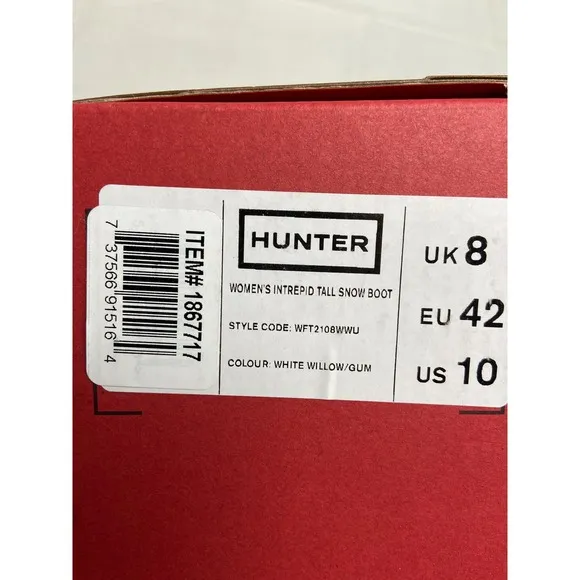 7 37566 91516 4
ITEM# 1867717
HUNTER
WOMEN'S INTREPID TALL SNOW BOOT
STYLE CODE: WFT2108WWU
COLOUR: WHITE WILLOW/GUM
UK 8
EU 42
US 10